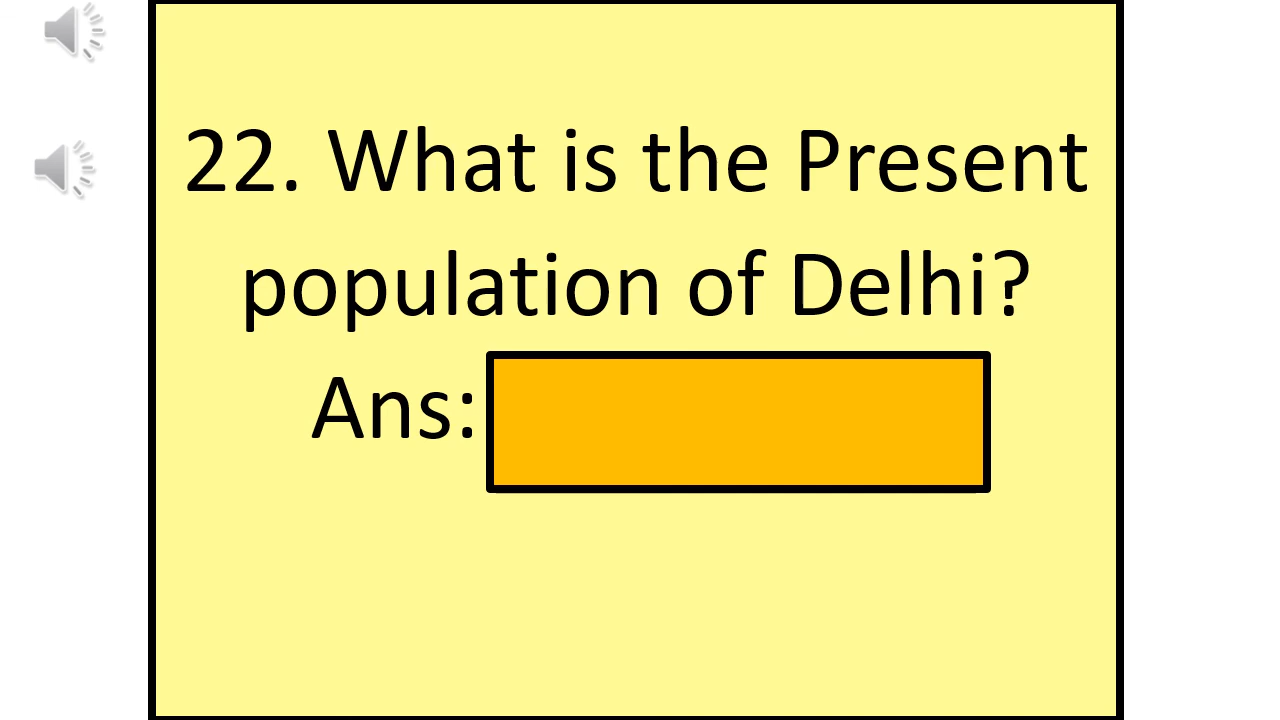 22. What is the Present
population of Delhi?
Ans: